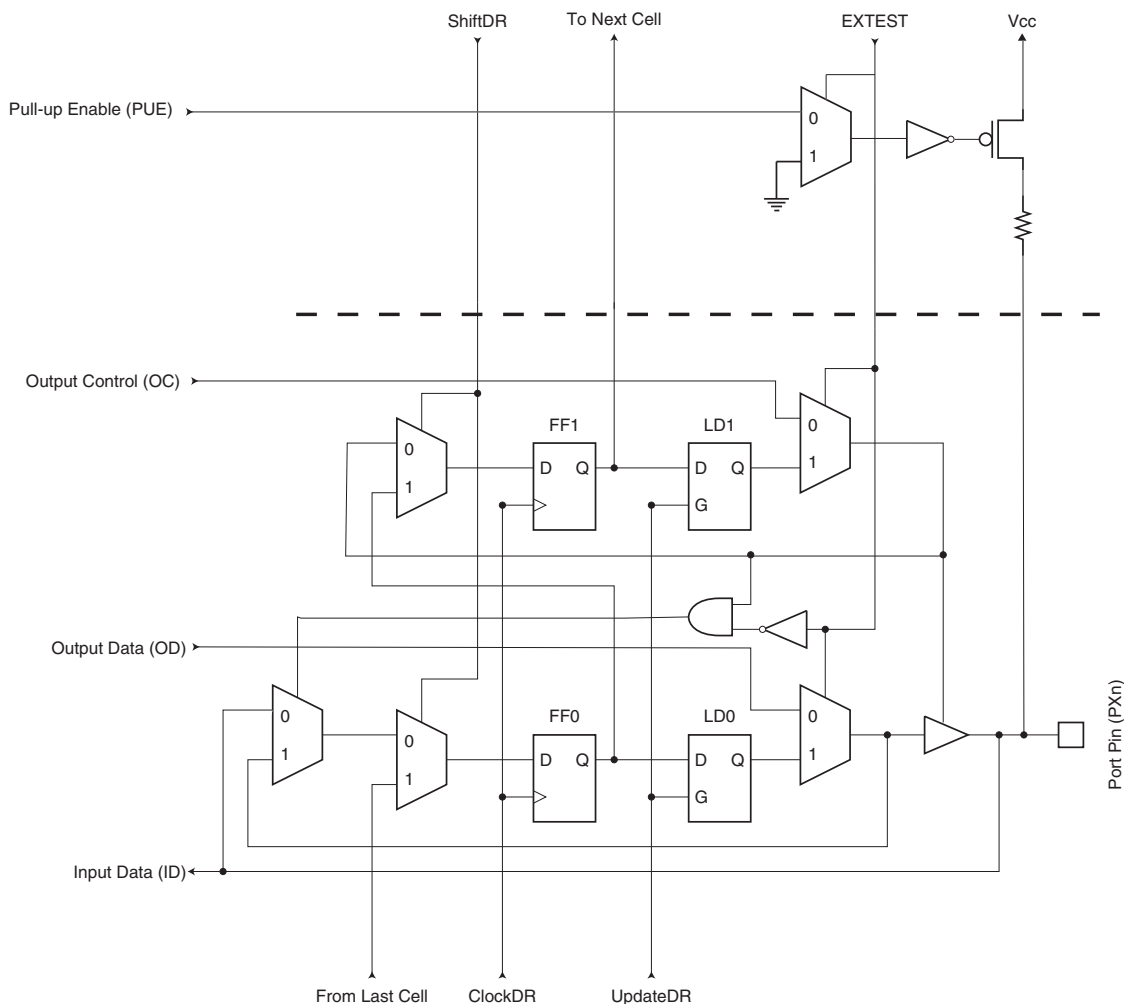 ShiftDR
To Next Cell
EXTEST
Vcc
Pull-up Enable (PUE)
0
1
Output Control (OC)
FF1
LD1
0
1
D Q
D Q
0
1
G
Output Data (OD)
FF0
LD0
0
1
0
1
D Q
D Q
0
1
G
Port Pin (PXn)
Input Data (ID)
From Last Cell
ClockDR
UpdateDR